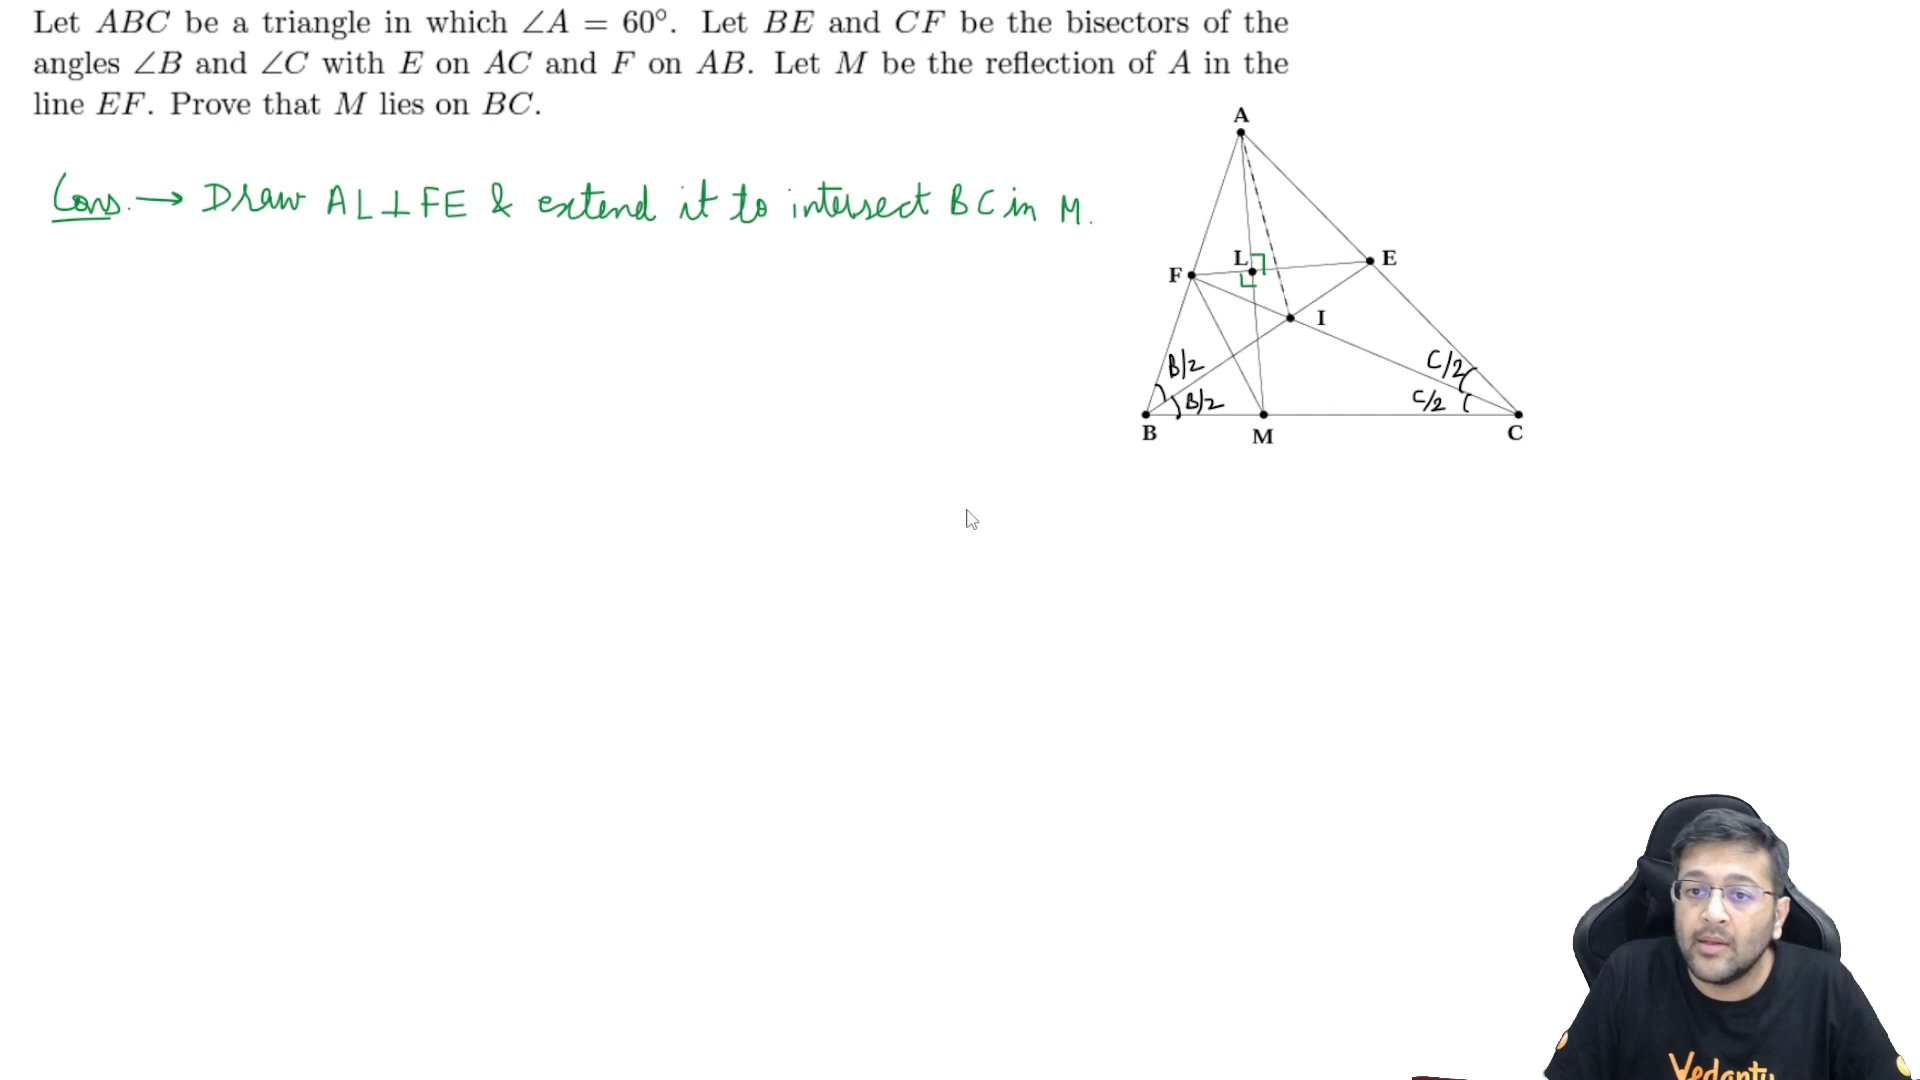 Let ABC be a triangle in which ∠A = 60°. Let BE and CF be the bisectors of the
angles ∠B and ∠C with E on AC and F on AB. Let M be the reflection of A in the
line EF. Prove that M lies on BC.
Cons. → Draw AL⊥FE & extend it to intersect BC in M.
A
L
E
F
I
B/2
C/2
B/2
C/2
B
M
C
Vedantu